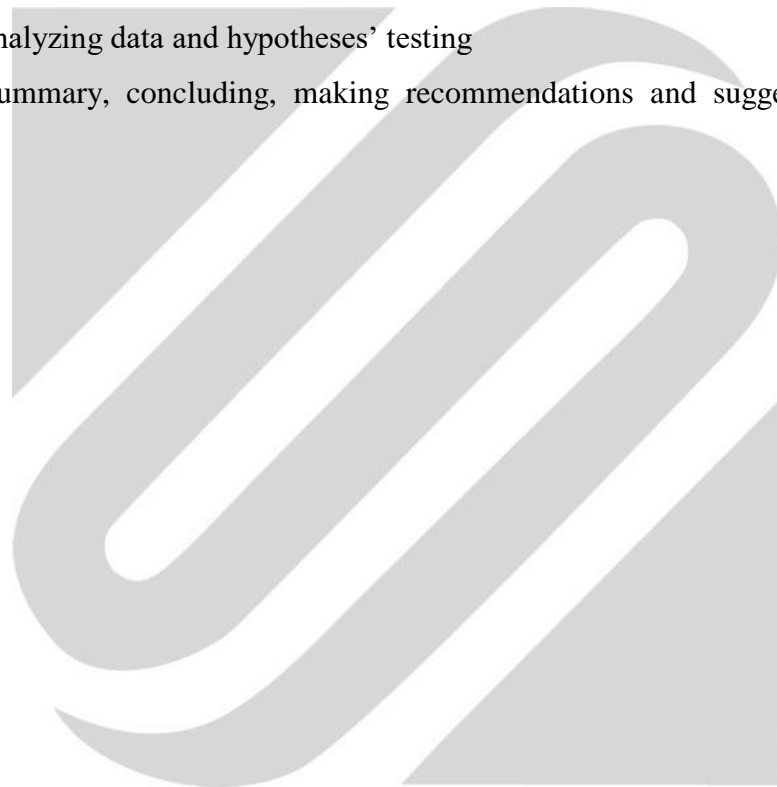 nalyzing data and hypotheses’ testing
ummary, concluding, making recommendations and sugge